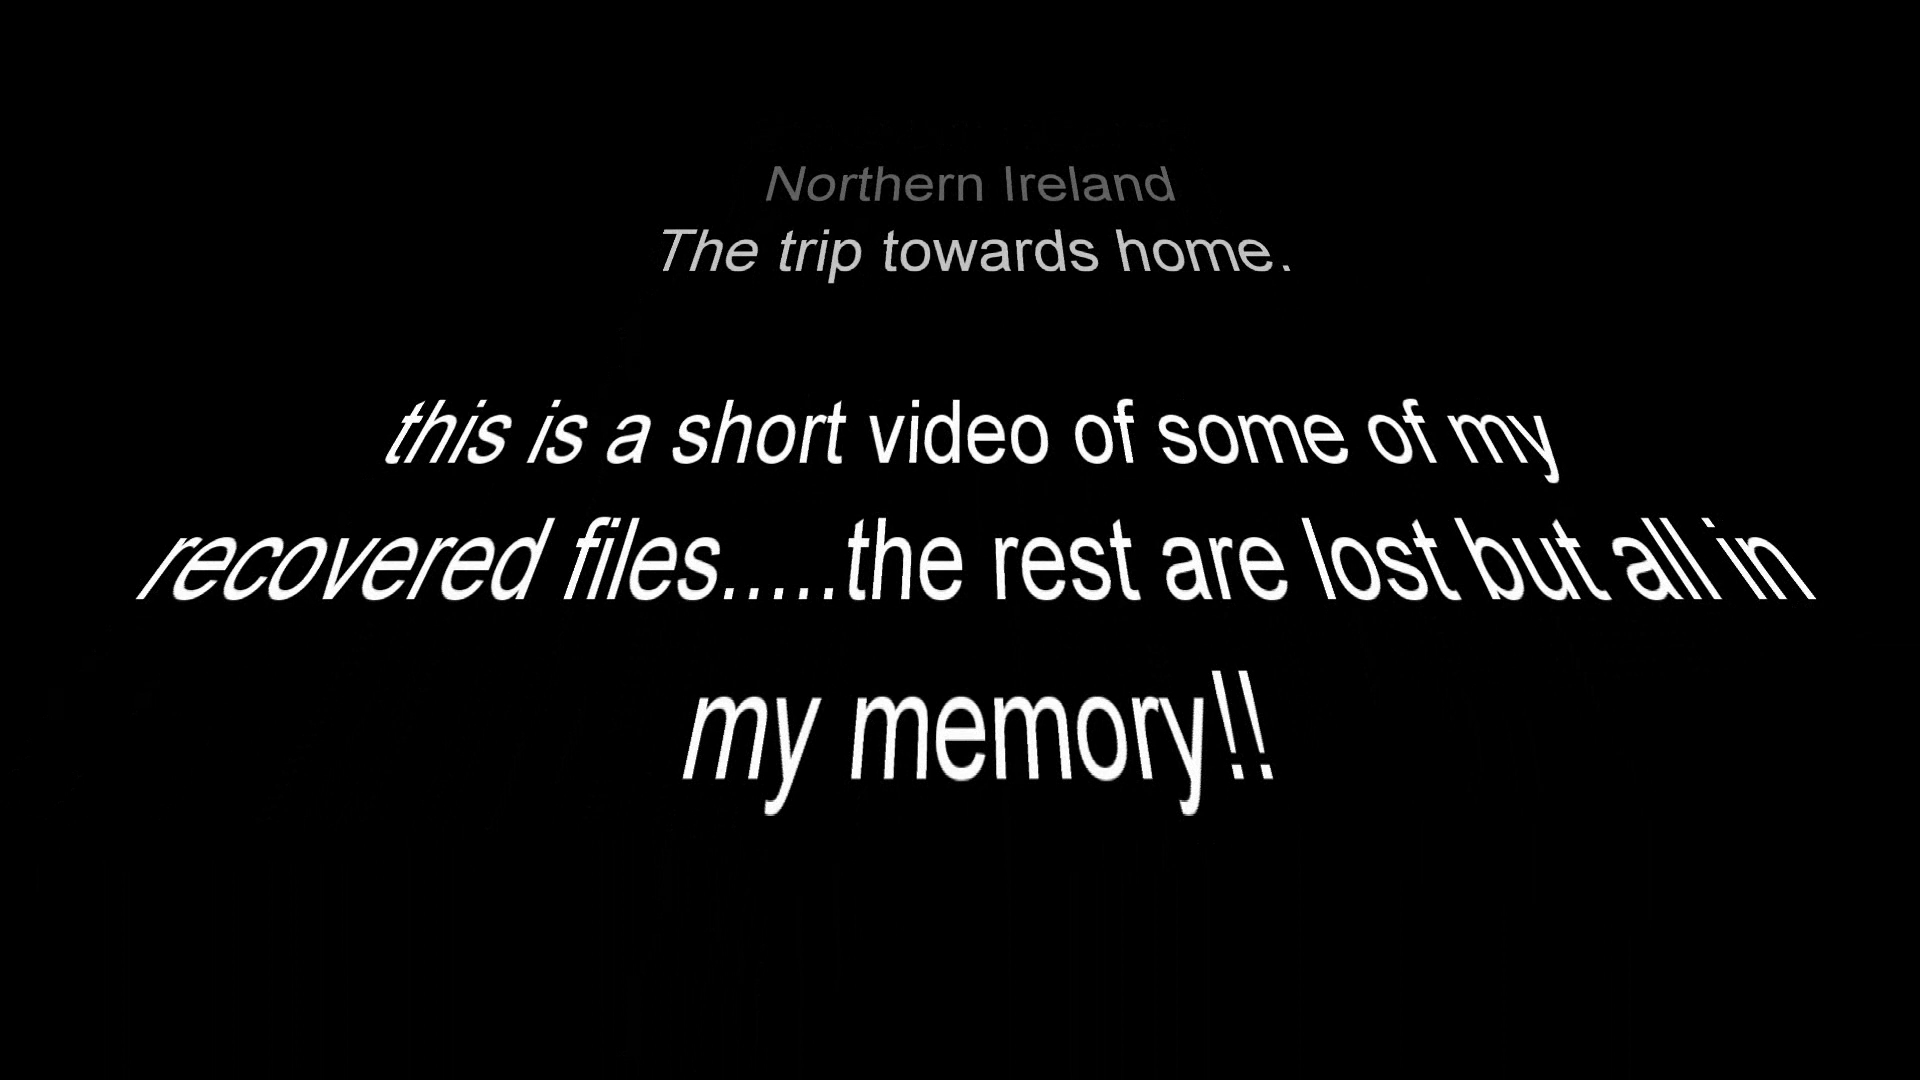 Northern Ireland
The trip towards home.
this is a short video of some of my
recovered files.....the rest are lost but all in
my memory!!